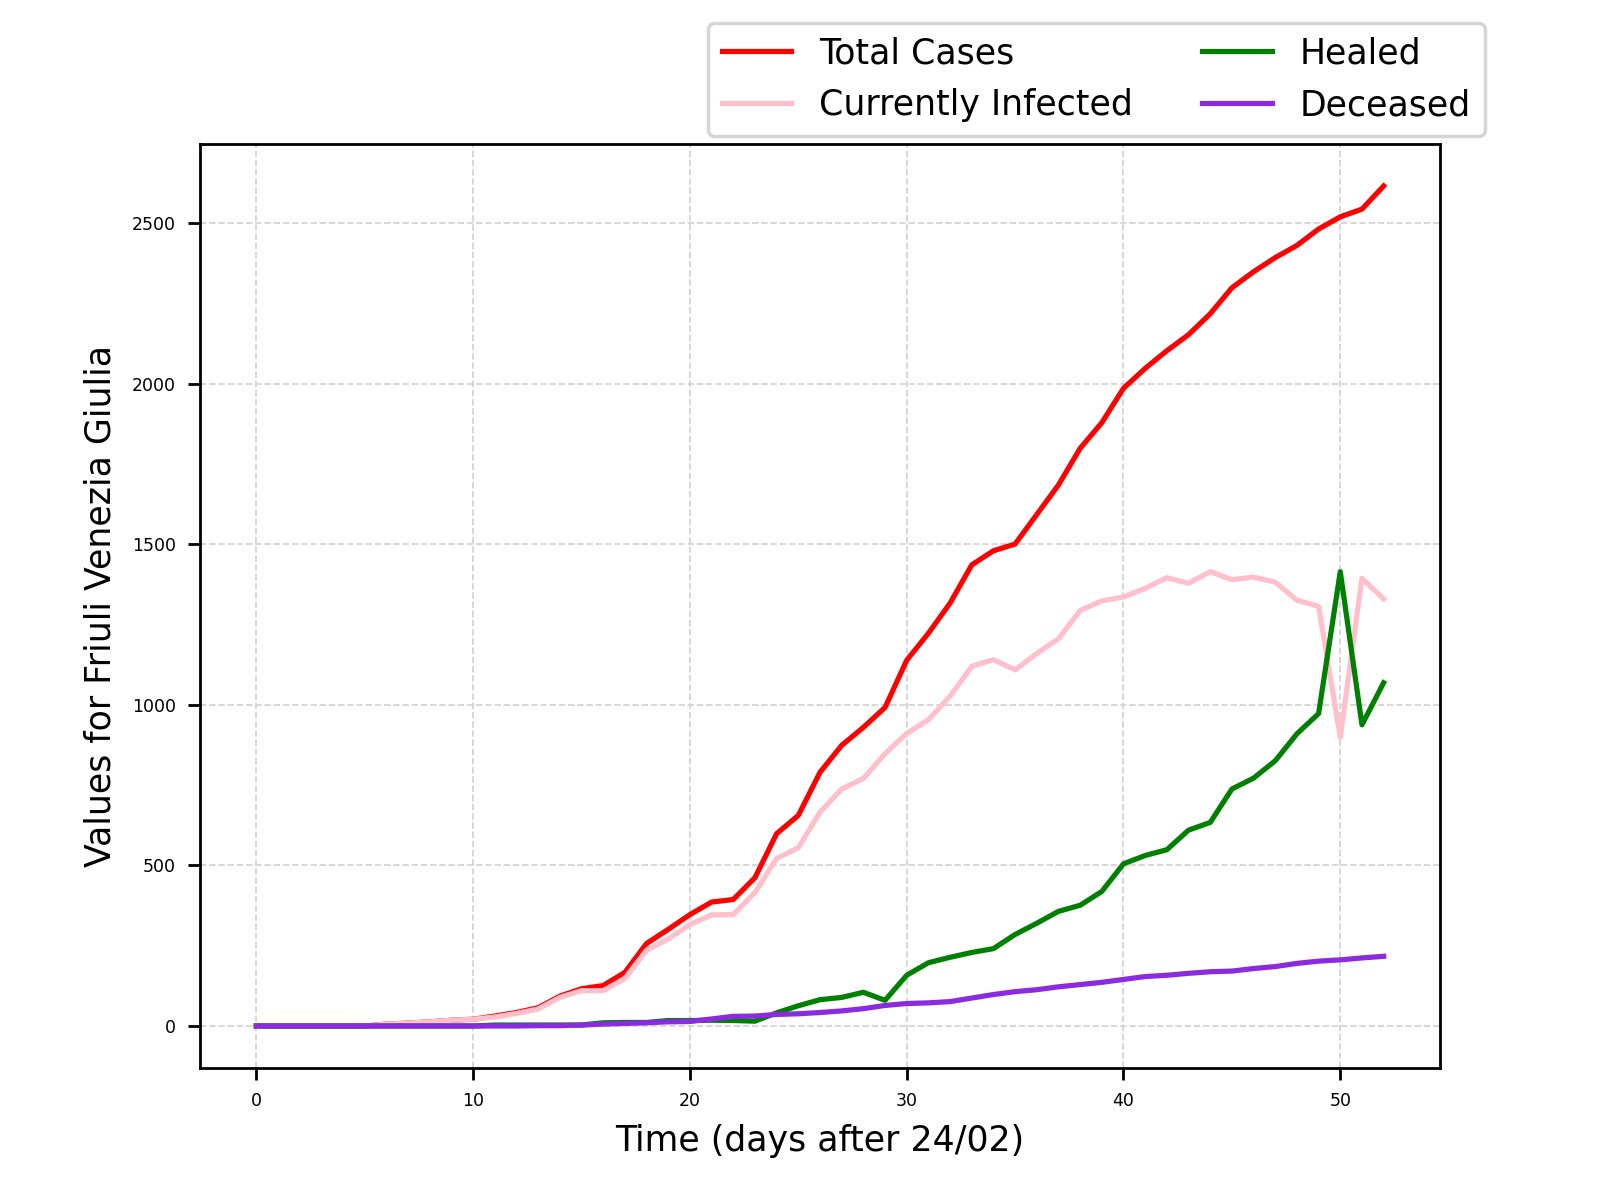 Total Cases
Currently Infected
Healed
Deceased
Values for Friuli Venezia Giulia
2500
2000
1500
1000
500
0
0 10 20 30 40 50
Time (days after 24/02)